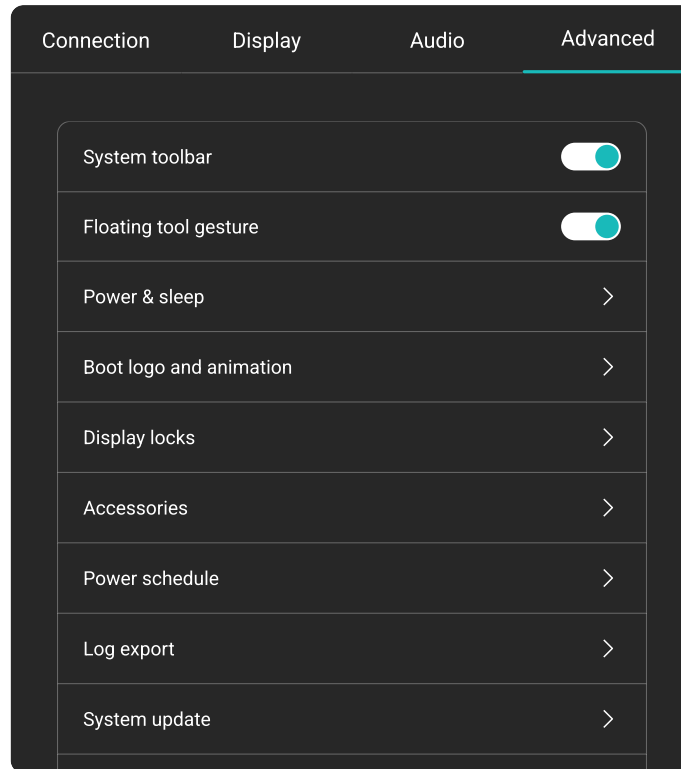 Connection Display Audio Advanced
System toolbar
Floating tool gesture
Power & sleep
Boot logo and animation
Display locks
Accessories
Power schedule
Log export
System update